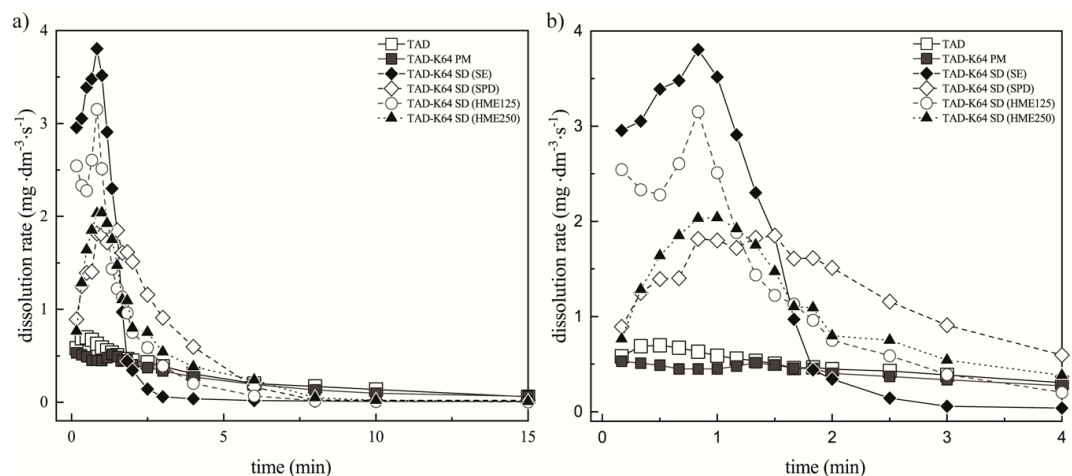 a)
dissolution rate (mg ·dm⁻³·s⁻¹)
4
3
2
1
0
TAD
TAD-K64 PM
TAD-K64 SD (SE)
TAD-K64 SD (SPD)
TAD-K64 SD (HME125)
TAD-K64 SD (HME250)
0 5 10 15
time (min)
b)
dissolution rate (mg ·dm⁻³·s⁻¹)
4
3
2
1
0
TAD
TAD-K64 PM
TAD-K64 SD (SE)
TAD-K64 SD (SPD)
TAD-K64 SD (HME125)
TAD-K64 SD (HME250)
0 1 2 3 4
time (min)